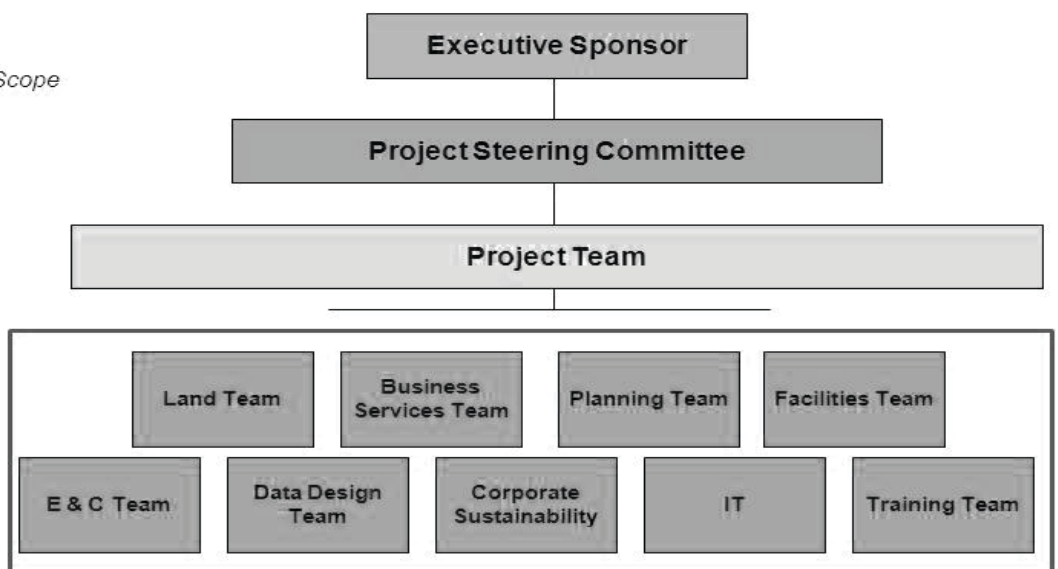 Executive Sponsor
Scope
Project Steering Committee
Project Team
Land Team
Business
Services Team
Planning Team
Facilities Team
E & C Team
Data Design
Team
Corporate
Sustainability
IT
Training Team